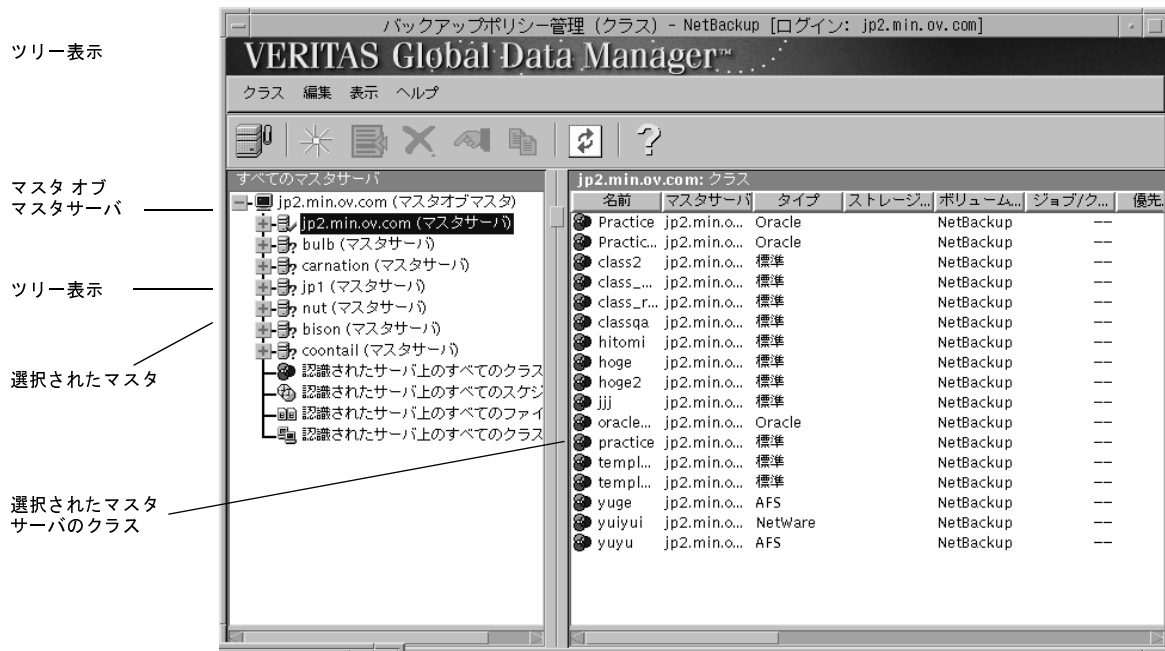 バックアップポリシー管理 (クラス) - NetBackup [ログイン: jp2.min.ov.com]
ツリー表示
VERITAS Global Data Manager™
クラス 編集 表示 ヘルプ
すべてのマスタサーバ
jp2.min.ov.com: クラス
マスタ オブ
マスタサーバ
ツリー表示
選択されたマスタ
選択されたマスタ
サーバのクラス
jp2.min.ov.com (マスタオブマスタ)
jp2.min.ov.com (マスタサーバ)
bulb (マスタサーバ)
carnation (マスタサーバ)
jp1 (マスタサーバ)
nut (マスタサーバ)
bison (マスタサーバ)
coontail (マスタサーバ)
認識されたサーバ上のすべてのクラス
認識されたサーバ上のすべてのスケジ
認識されたサーバ上のすべてのファイ
認識されたサーバ上のすべてのクラス
名前 マスタサーバ タイプ ストレージ... ボリューム... ジョブ/ク... 優先
Practice jp2.min.o... Oracle NetBackup --
Practic... jp2.min.o... Oracle NetBackup --
class2 jp2.min.o... 標準 NetBackup --
class_... jp2.min.o... 標準 NetBackup --
class_r... jp2.min.o... 標準 NetBackup --
classqa jp2.min.o... 標準 NetBackup --
hitomi jp2.min.o... 標準 NetBackup --
hoge jp2.min.o... 標準 NetBackup --
hoge2 jp2.min.o... 標準 NetBackup --
jjj jp2.min.o... 標準 NetBackup --
oracle... jp2.min.o... Oracle NetBackup --
practice jp2.min.o... 標準 NetBackup --
templ... jp2.min.o... 標準 NetBackup --
templ... jp2.min.o... 標準 NetBackup --
yuge jp2.min.o... AFS NetBackup --
yuiyui jp2.min.o... NetWare NetBackup --
yuyu jp2.min.o... AFS NetBackup --